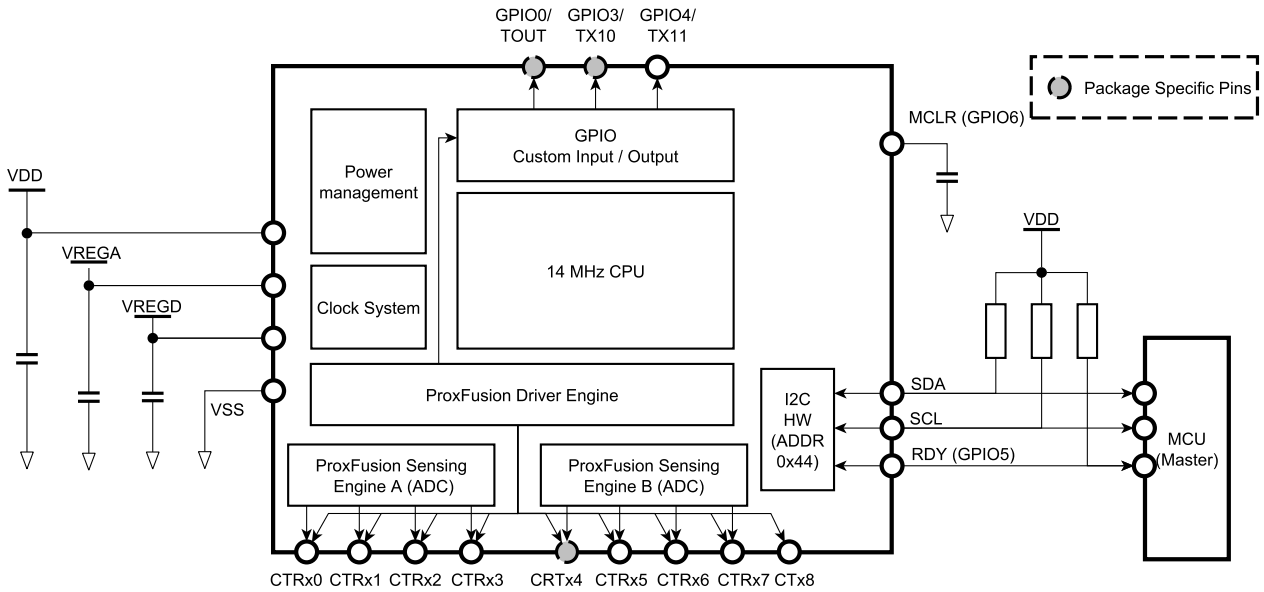 GPIO0/
TOUT
GPIO3/
TX10
GPIO4/
TX11
Package Specific Pins
MCLR (GPIO6)
GPIO
Custom Input / Output
Power
management
VDD
VREGA
VREGD
VSS
14 MHz CPU
Clock System
VDD
ProxFusion Driver Engine
I2C
HW
(ADDR
0x44)
SDA
SCL
RDY (GPIO5)
MCU
(Master)
ProxFusion Sensing
Engine A (ADC)
ProxFusion Sensing
Engine B (ADC)
CTRx0
CTRx1
CTRx2
CTRx3
CRTx4
CTRx5
CTRx6
CTRx7
CTx8